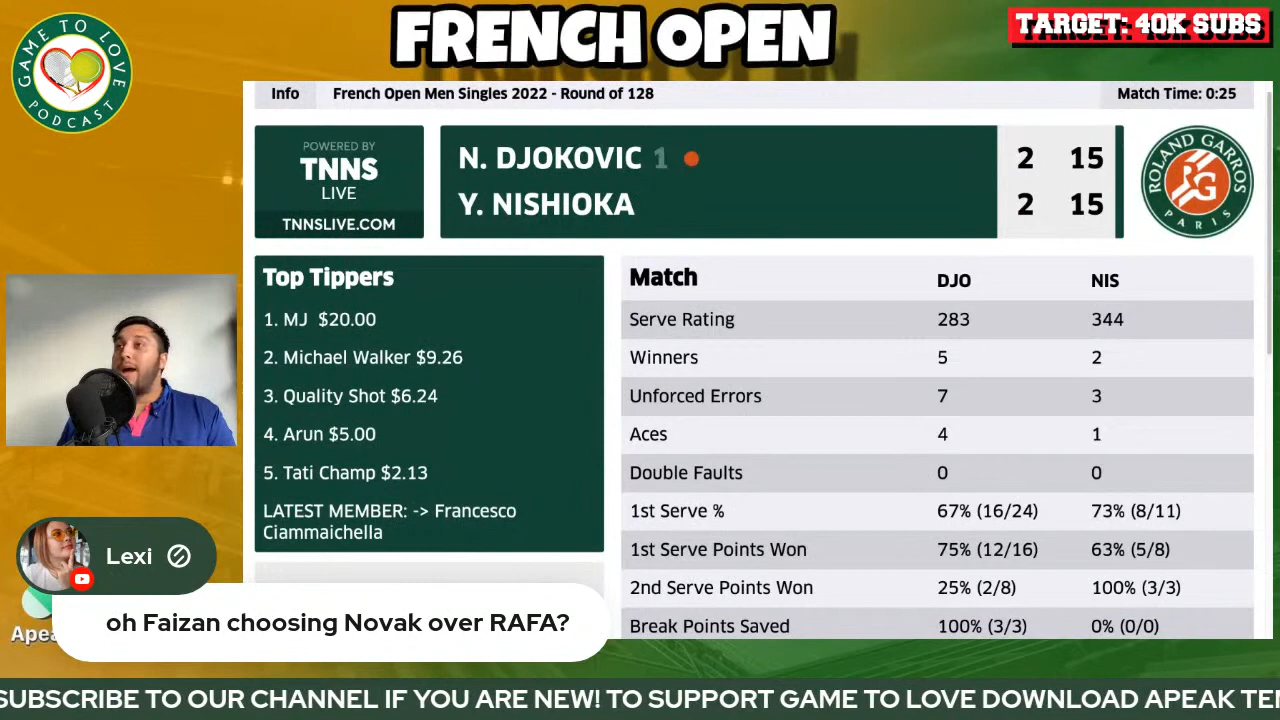 GAME TO LOVE
PODCAST
FRENCH OPEN
TARGET: 40K SUBS
Info French Open Men Singles 2022 - Round of 128 Match Time: 0:25
POWERED BY
TNNS
LIVE
TNNSLIVE.COM
N. DJOKOVIC 1 2 15
Y. NISHIOKA 2 15
ROLAND GARROS
RG
PARIS
Top Tippers
1. MJ $20.00
2. Michael Walker $9.26
3. Quality Shot $6.24
4. Arun $5.00
5. Tati Champ $2.13
LATEST MEMBER: -> Francesco
Ciammaichella
Match DJO NIS
Serve Rating 283 344
Winners 5 2
Unforced Errors 7 3
Aces 4 1
Double Faults 0 0
1st Serve % 67% (16/24) 73% (8/11)
1st Serve Points Won 75% (12/16) 63% (5/8)
2nd Serve Points Won 25% (2/8) 100% (3/3)
Break Points Saved 100% (3/3) 0% (0/0)
Lexi
oh Faizan choosing Novak over RAFA?
Apea
SUBSCRIBE TO OUR CHANNEL IF YOU ARE NEW! TO SUPPORT GAME TO LOVE DOWNLOAD APEAK TE